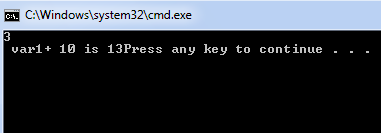 C:\Windows\system32\cmd.exe
3
var1+ 10 is 13Press any key to continue . . .